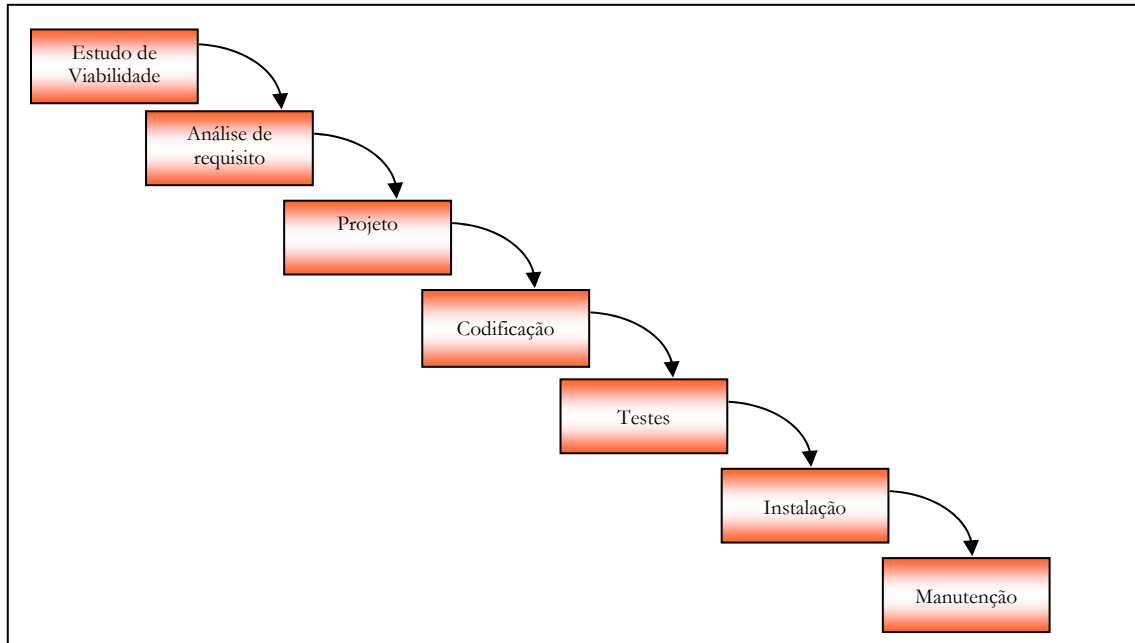 Estudo de
Viabilidade
Análise de
requisito
Projeto
Codificação
Testes
Instalação
Manutenção